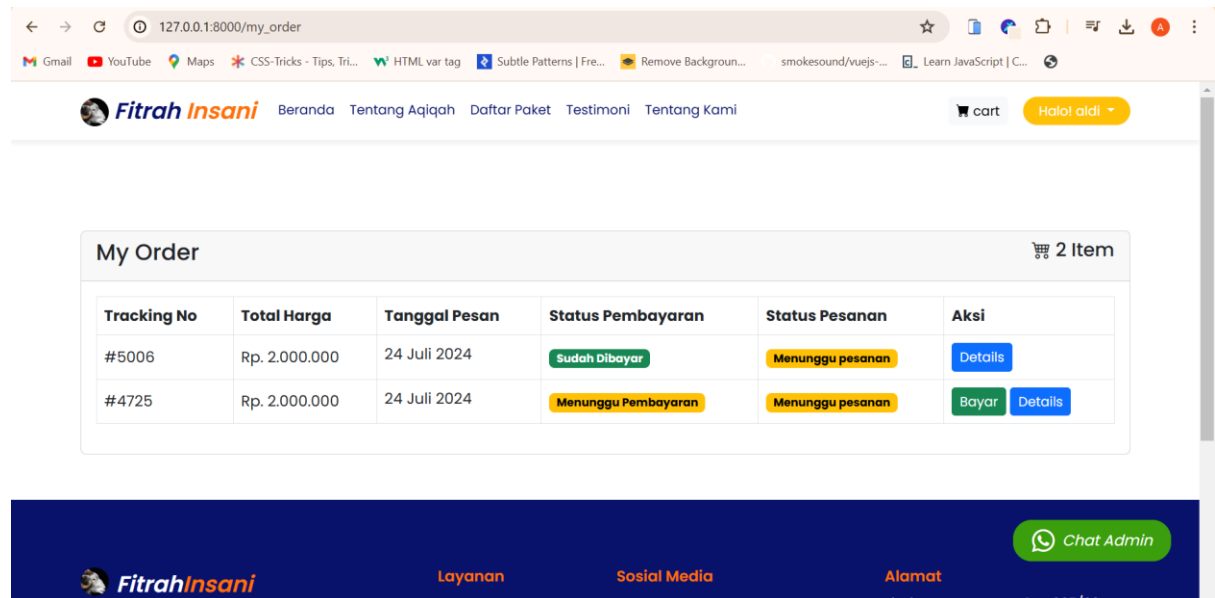 127.0.0.1:8000/my_order
Gmail YouTube Maps CSS-Tricks - Tips, Tri... HTML var tag Subtle Patterns | Fre... Remove Backgroun... smokesound/vuejs-... Learn JavaScript | C...
Fitrah Insani Beranda Tentang Aqiqah Daftar Paket Testimoni Tentang Kami cart Halo! aldi
My Order 2 Item
Tracking No Total Harga Tanggal Pesan Status Pembayaran Status Pesanan Aksi
#5006 Rp. 2.000.000 24 Juli 2024 Sudah Dibayar Menunggu pesanan Details
#4725 Rp. 2.000.000 24 Juli 2024 Menunggu Pembayaran Menunggu pesanan Bayar Details
Chat Admin
FitrahInsani Layanan Sosial Media Alamat